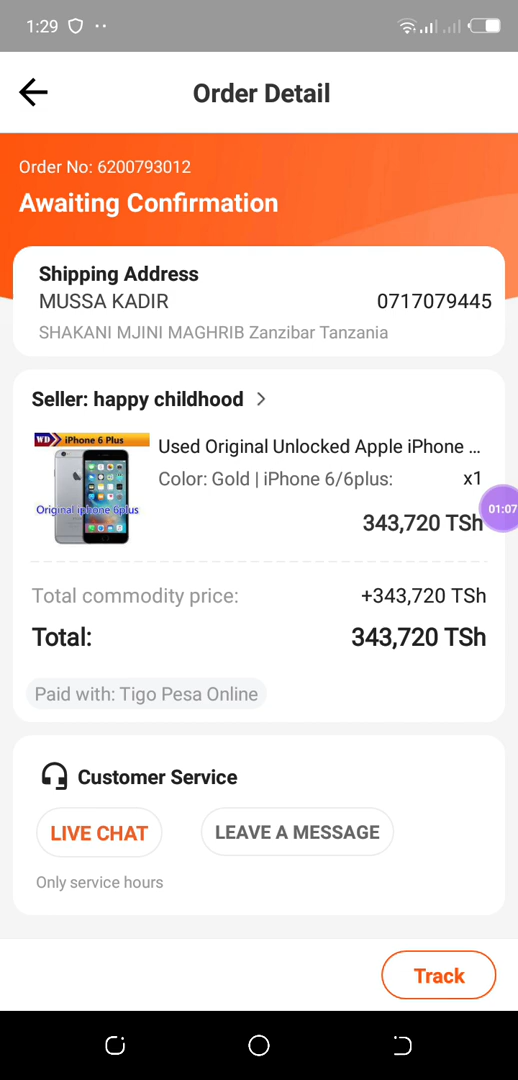 1:29
Order Detail
Order No: 6200793012
Awaiting Confirmation
Shipping Address
MUSSA KADIR 0717079445
SHAKANI MJINI MAGHRIB Zanzibar Tanzania
Seller: happy childhood
WD iPhone 6 Plus
Original iphone 6plus
Used Original Unlocked Apple iPhone ...
Color: Gold | iPhone 6/6plus: x1
343,720 TSh
01:07
Total commodity price: +343,720 TSh
Total: 343,720 TSh
Paid with: Tigo Pesa Online
Customer Service
LIVE CHAT LEAVE A MESSAGE
Only service hours
Track